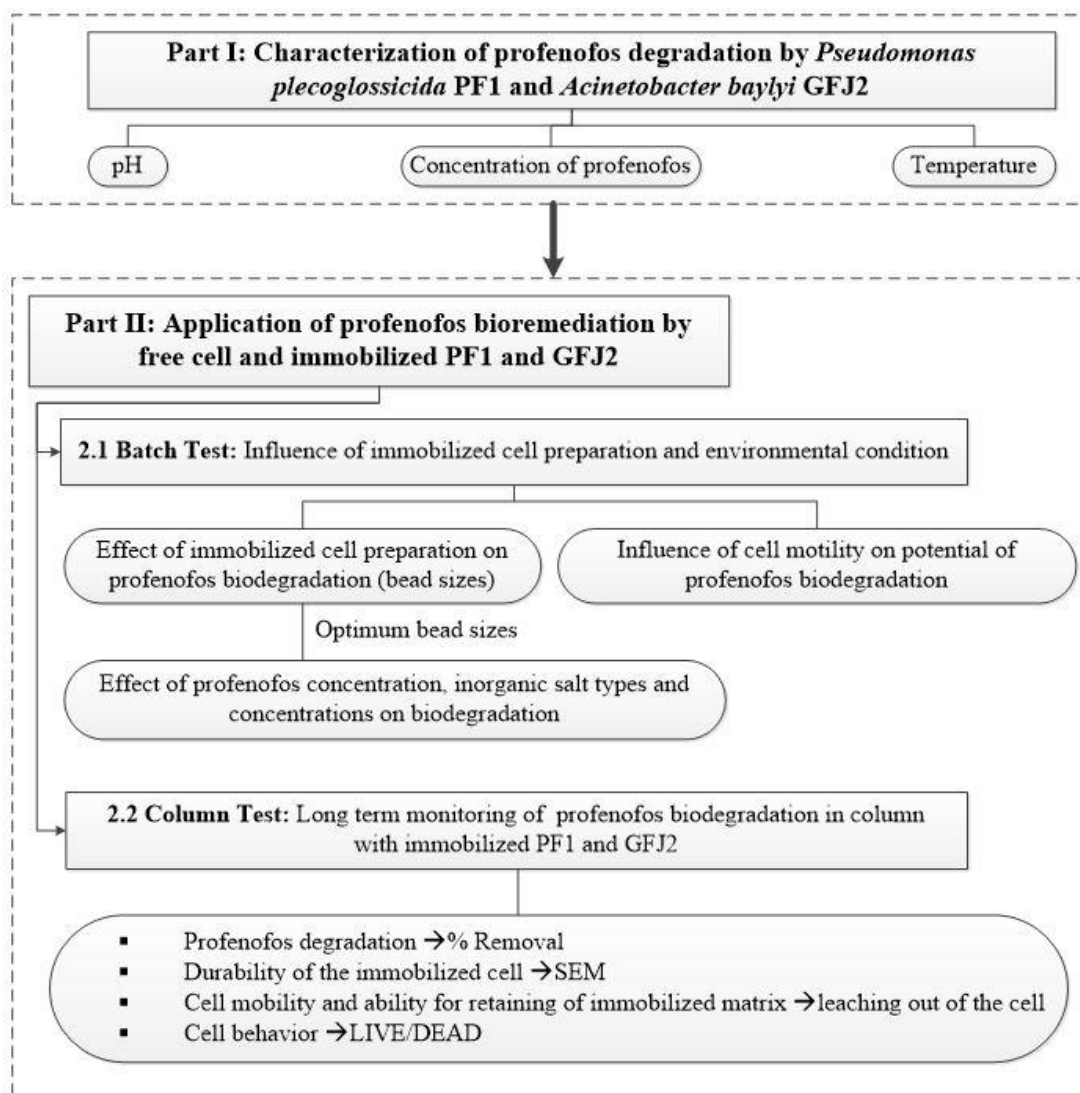 Part I: Characterization of profenofos degradation by Pseudomonas
plecoglossicida PF1 and Acinetobacter baylyi GFJ2
pH
Concentration of profenofos
Temperature
Part II: Application of profenofos bioremediation by
free cell and immobilized PF1 and GFJ2
2.1 Batch Test: Influence of immobilized cell preparation and environmental condition
Effect of immobilized cell preparation on
profenofos biodegradation (bead sizes)
Influence of cell motility on potential of
profenofos biodegradation
Optimum bead sizes
Effect of profenofos concentration, inorganic salt types and
concentrations on biodegradation
2.2 Column Test: Long term monitoring of profenofos biodegradation in column
with immobilized PF1 and GFJ2
▪ Profenofos degradation →% Removal
▪ Durability of the immobilized cell →SEM
▪ Cell mobility and ability for retaining of immobilized matrix →leaching out of the cell
▪ Cell behavior →LIVE/DEAD